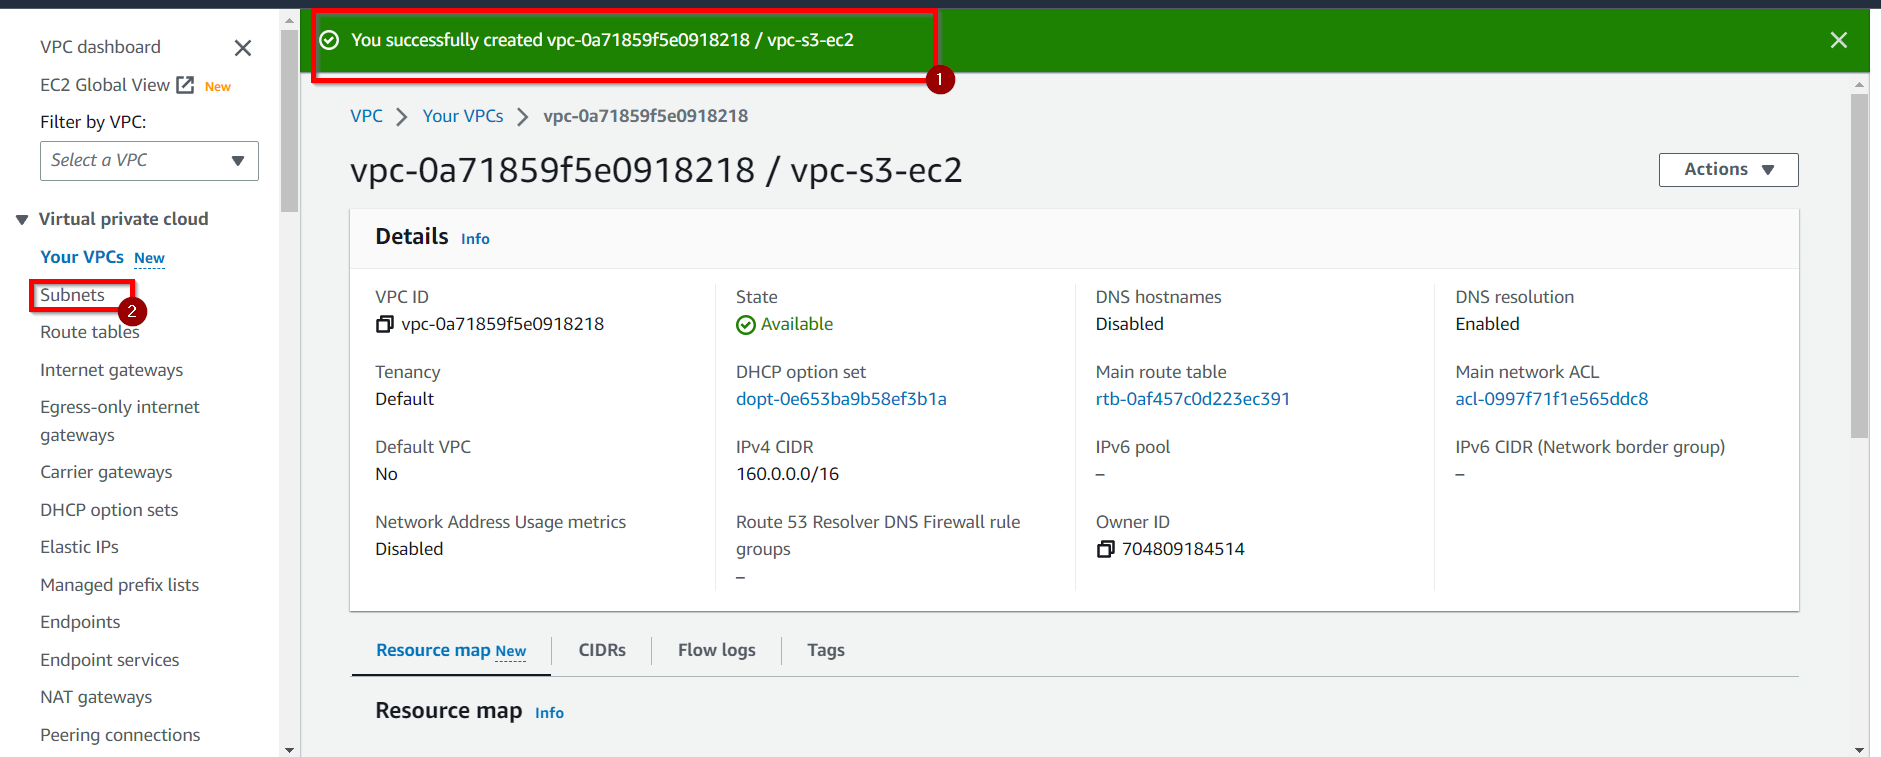 You successfully created vpc-0a71859f5e0918218 / vpc-s3-ec2
1
VPC dashboard
EC2 Global View New
Filter by VPC:
Select a VPC
Virtual private cloud
Your VPCs New
Subnets
2
Route tables
Internet gateways
Egress-only internet
gateways
Carrier gateways
DHCP option sets
Elastic IPs
Managed prefix lists
Endpoints
Endpoint services
NAT gateways
Peering connections
VPC Your VPCs vpc-0a71859f5e0918218
vpc-0a71859f5e0918218 / vpc-s3-ec2
Actions
Details Info
VPC ID
vpc-0a71859f5e0918218
State
Available
DNS hostnames
Disabled
DNS resolution
Enabled
Tenancy
Default
DHCP option set
dopt-0e653ba9b58ef3b1a
Main route table
rtb-0af457c0d223ec391
Main network ACL
acl-0997f71f1e565ddc8
Default VPC
No
IPv4 CIDR
160.0.0.0/16
IPv6 pool
–
IPv6 CIDR (Network border group)
–
Network Address Usage metrics
Disabled
Route 53 Resolver DNS Firewall rule
groups
–
Owner ID
704809184514
Resource map New
CIDRs
Flow logs
Tags
Resource map Info